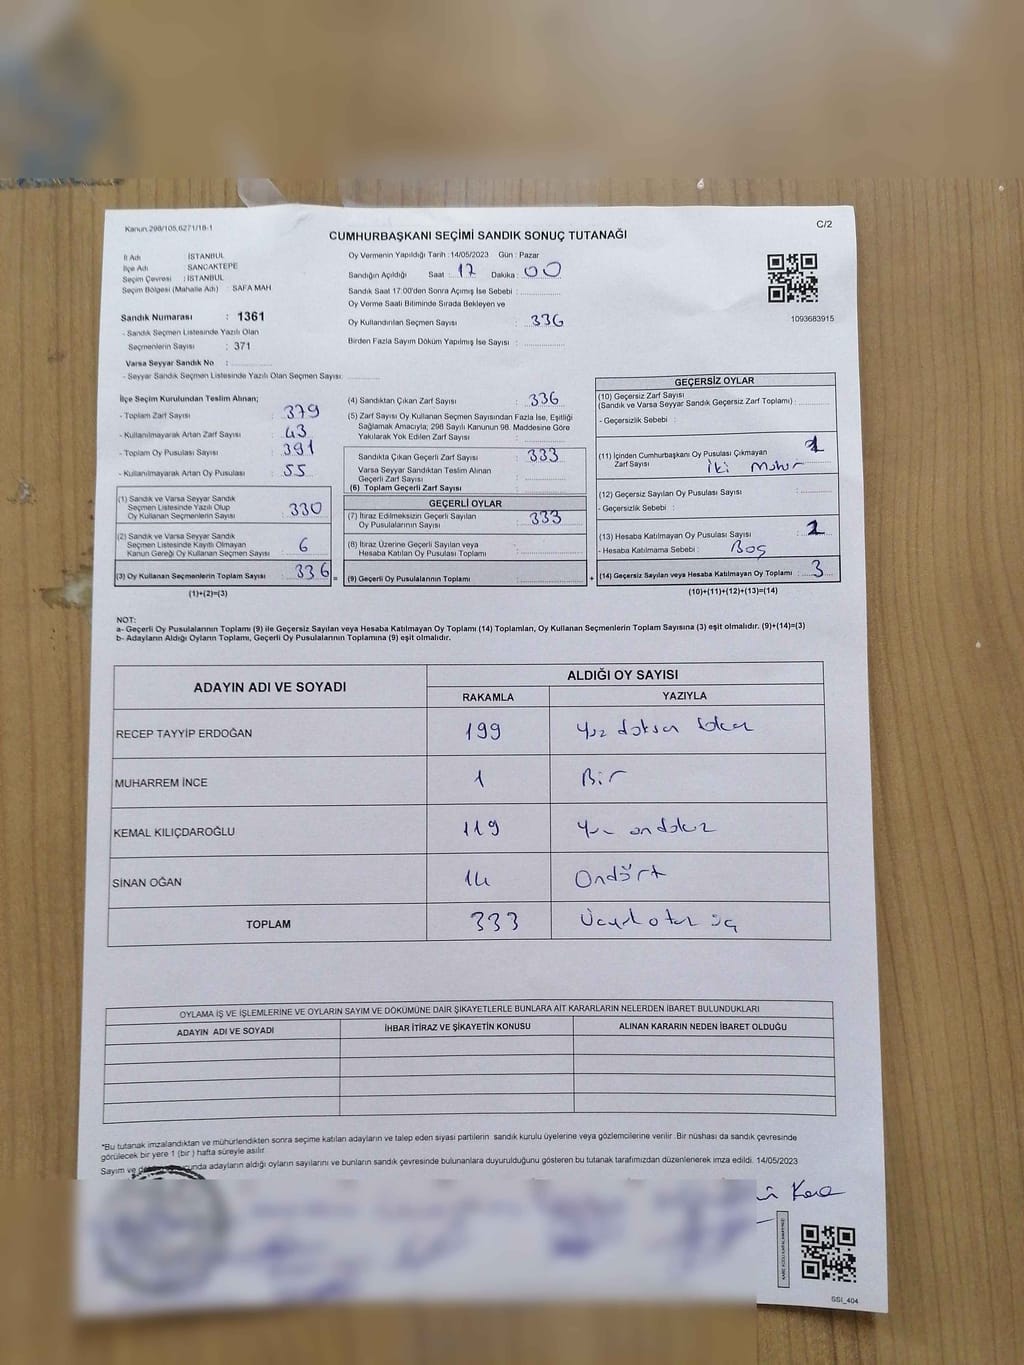 Kanun:298/105,6271/18-1
C/2
CUMHURBAŞKANI SEÇİMİ SANDIK SONUÇ TUTANAĞI
İl Adı : İSTANBUL
İlçe Adı : SANCAKTEPE
Seçim Çevresi : İSTANBUL
Seçim Bölgesi (Mahalle Adı) : SAFA MAH
Sandık Numarası : 1361
- Sandık Seçmen Listesinde Yazılı Olan
Seçmenlerin Sayısı : 371
Varsa Seyyar Sandık No :
- Seyyar Sandık Seçmen Listesinde Yazılı Olan Seçmen Sayısı:
Oy Vermenin Yapıldığı Tarih : 14/05/2023 Gün : Pazar
Sandığın Açıldığı Saat : 17 Dakika : 00
Sandık Saat 17:00'den Sonra Açımış İse Sebebi :
Oy Verme Saati Bitiminde Sırada Bekleyen ve
Oy Kullandırılan Seçmen Sayısı : 336
Birden Fazla Sayım Döküm Yapılmış İse Sayısı :
1093683915
İlçe Seçim Kurulundan Teslim Alınan;
- Toplam Zarf Sayısı : 379
- Kullanılmayarak Artan Zarf Sayısı : 43
- Toplam Oy Pusulası Sayısı : 391
- Kullanılmayarak Artan Oy Pusulası : 55
(1) Sandık ve Varsa Seyyar Sandık
Seçmen Listesinde Yazılı Olup
Oy Kullanan Seçmenlerin Sayısı : 330
(2) Sandık ve Varsa Seyyar Sandık
Seçmen Listesinde Kayıtlı Olmayan
Kanun Gereği Oy Kullanan Seçmen Sayısı : 6
(3) Oy Kullanan Seçmenlerin Toplam Sayısı : 336 =
(1)+(2)=(3)
(4) Sandıktan Çıkan Zarf Sayısı : 336
(5) Zarf Sayısı Oy Kullanan Seçmen Sayısından Fazla İse, Eşitliği
Sağlamak Amacıyla; 298 Sayılı Kanunun 98. Maddesine Göre
Yakılarak Yok Edilen Zarf Sayısı :
Sandıkta Çıkan Geçerli Zarf Sayısı : 333
Varsa Seyyar Sandıktan Teslim Alınan
Geçerli Zarf Sayısı :
(6) Toplam Geçerli Zarf Sayısı :
GEÇERLİ OYLAR
(7) İtiraz Edilmeksizin Geçerli Sayılan
Oy Pusulalarının Sayısı : 333
(8) İtiraz Üzerine Geçerli Sayılan veya
Hesaba Katılan Oy Pusulası Toplamı :
(9) Geçerli Oy Pusulalarının Toplamı : +
GEÇERSİZ OYLAR
(10) Geçersiz Zarf Sayısı
(Sandık ve Varsa Seyyar Sandık Geçersiz Zarf Toplamı) :
- Geçersizlik Sebebi :
(11) İçinden Cumhurbaşkanı Oy Pusulası Çıkmayan
Zarf Sayısı
İki Mühür
(12) Geçersiz Sayılan Oy Pusulası Sayısı :
- Geçersizlik Sebebi :
(13) Hesaba Katılmayan Oy Pusulası Sayısı :
- Hesaba Katılmama Sebebi : Boş
(14) Geçersiz Sayılan veya Hesaba Katılmayan Oy Toplamı : 3
(10)+(11)+(12)+(13)=(14)
NOT:
a- Geçerli Oy Pusulalarının Toplamı (9) ile Geçersiz Sayılan veya Hesaba Katılmayan Oy Toplamı (14) Toplamları, Oy Kullanan Seçmenlerin Toplam Sayısına (3) eşit olmalıdır. (9)+(14)=(3)
b- Adayların Aldığı Oyların Toplamı, Geçerli Oy Pusulalarının Toplamına (9) eşit olmalıdır.
ADAYIN ADI VE SOYADI
ALDIĞI OY SAYISI
RAKAMLA YAZIYLA
RECEP TAYYİP ERDOĞAN 199 Yüz doksan dokuz
MUHARREM İNCE 1 Bir
KEMAL KILIÇDAROĞLU 119 Yüz ondokuz
SİNAN OĞAN 14 Ondört
TOPLAM 333 Üçyüz otuz üç
OYLAMA İŞ VE İŞLEMLERİNE VE OYLARIN SAYIM VE DÖKÜMÜNE DAİR ŞİKAYETLERLE BUNLARA AİT KARARLARIN NELERDEN İBARET BULUNDUKLARI
ADAYIN ADI VE SOYADI İHBAR İTİRAZ VE ŞİKAYETİN KONUSU ALINAN KARARIN NEDEN İBARET OLDUĞU
*Bu tutanak imzalandıktan ve mühürlendikten sonra seçime katılan adayların ve talep eden siyasi partilerin sandık kurulu üyelerine veya gözlemcilerine verilir. Bir nüshası da sandık çevresinde
görülecek bir yere 1 (bir ) hafta süreyle asılır.
Sayım ve adayların aldığı oyların sayılarını ve bunların sandık çevresinde bulunanlara duyurulduğunu gösteren bu tutanak tarafımızdan düzenlenerek imza edildi. 14/05/2023
SSI_404